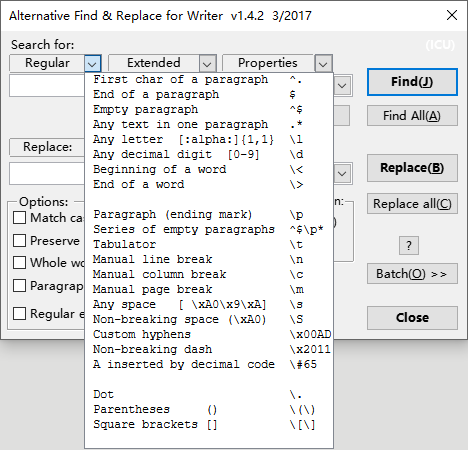 Alternative Find & Replace for Writer v1.4.2 3/2017
Search for:
(ICU)
Regular Extended Properties
Find(J)
Find All(A)
Replace:
Replace(B)
Replace all(C)
?
Batch(O) >>
Close
Options:
n:
)
Match ca
Preserve
Whole wo
Paragrap
Regular e
First char of a paragraph ^.
End of a paragraph $
Empty paragraph ^$
Any text in one paragraph .*
Any letter [:alpha:]{1,1} \l
Any decimal digit [0-9] \d
Beginning of a word \<
End of a word \>
Paragraph (ending mark) \p
Series of empty paragraphs ^$\p*
Tabulator \t
Manual line break \n
Manual column break \c
Manual page break \m
Any space [ \xA0\x9\xA] \s
Non-breaking space (\xA0) \S
Custom hyphens \x00AD
Non-breaking dash \x2011
A inserted by decimal code \#65
Dot \.
Parentheses () \(\)
Square brackets [] \[\]